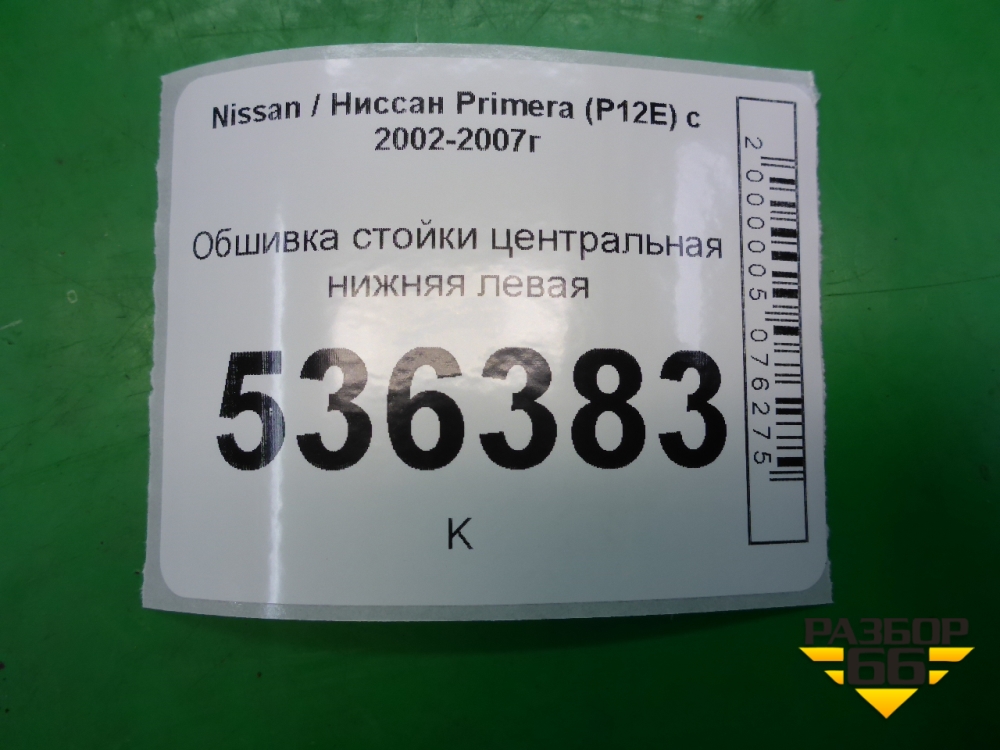 Nissan / Ниссан Primera (P12E) с
2002-2007г
Обшивка стойки центральная
нижняя левая
536383
К
2000005076275
РАЗБОР
66